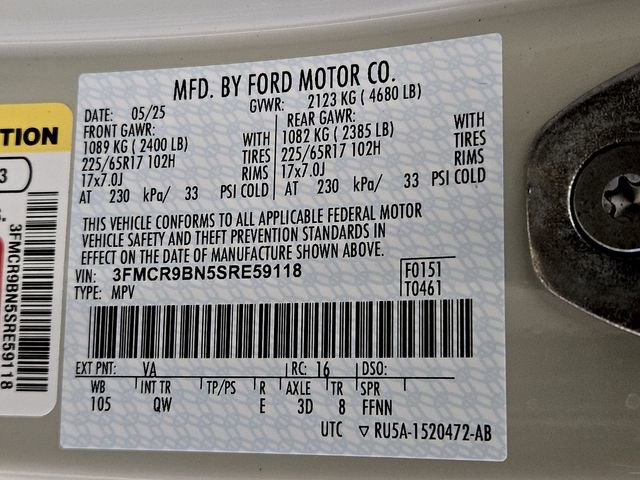 MFD. BY FORD MOTOR CO.
DATE: 05/25 GVWR: 2123 KG ( 4680 LB)
FRONT GAWR: REAR GAWR:
1089 KG ( 2400 LB) WITH 1082 KG ( 2385 LB) WITH
225/65R17 102H TIRES 225/65R17 102H TIRES
17x7.0J RIMS 17x7.0J RIMS
AT 230 kPa/ 33 PSI COLD AT 230 kPa/ 33 PSI COLD
THIS VEHICLE CONFORMS TO ALL APPLICABLE FEDERAL MOTOR
VEHICLE SAFETY AND THEFT PREVENTION STANDARDS IN
EFFECT ON THE DATE OF MANUFACTURE SHOWN ABOVE.
VIN: 3FMCR9BN5SRE59118 F0151
TYPE: MPV T0461
EXT PNT: VA RC: 16 DSO:
WB INT TR TP/PS R AXLE TR SPR
105 QW E 3D 8 FFNN
UTC ▽ RU5A-1520472-AB
TION
3
3FMCR9BN5SRE59118